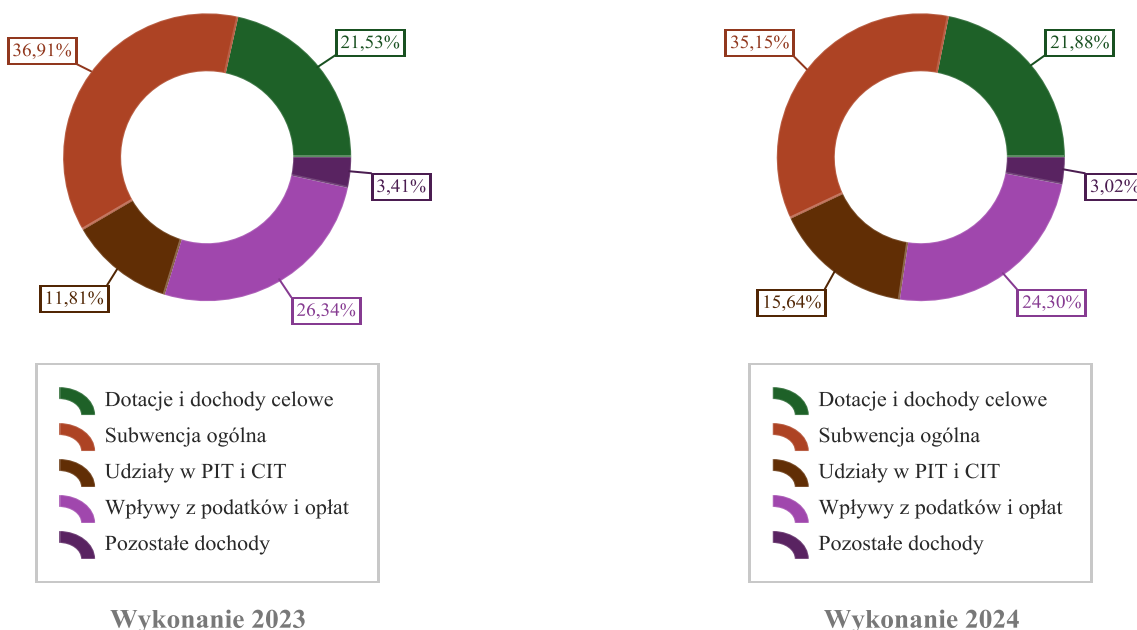 36,91%
21,53%
3,41%
11,81%
26,34%
Dotacje i dochody celowe
Subwencja ogólna
Udziały w PIT i CIT
Wpływy z podatków i opłat
Pozostałe dochody
Wykonanie 2023
35,15%
21,88%
3,02%
15,64%
24,30%
Dotacje i dochody celowe
Subwencja ogólna
Udziały w PIT i CIT
Wpływy z podatków i opłat
Pozostałe dochody
Wykonanie 2024